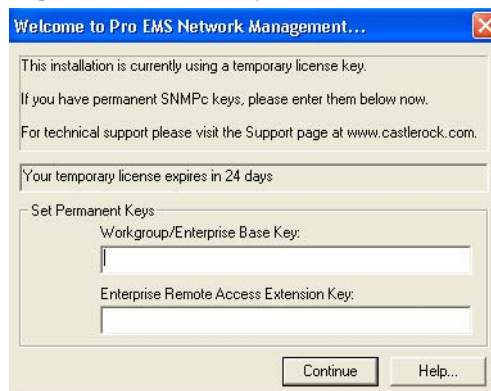 Welcome to Pro EMS Network Management...
This installation is currently using a temporary license key.
If you have permanent SNMPc keys, please enter them below now.
For technical support please visit the Support page at www.castlerock.com.
Your temporary license expires in 24 days
Set Permanent Keys
Workgroup/Enterprise Base Key:
Enterprise Remote Access Extension Key:
Continue
Help...